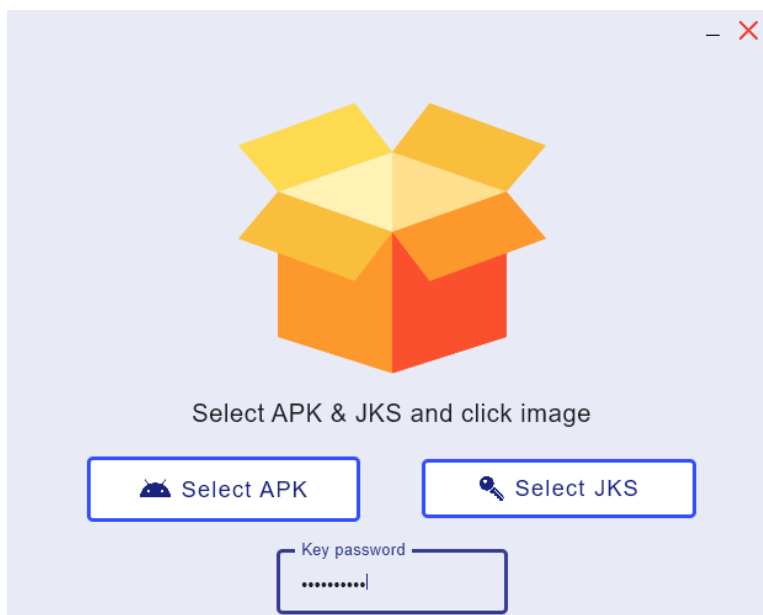 Select APK & JKS and click image
Select APK
Select JKS
Key password
••••••••••